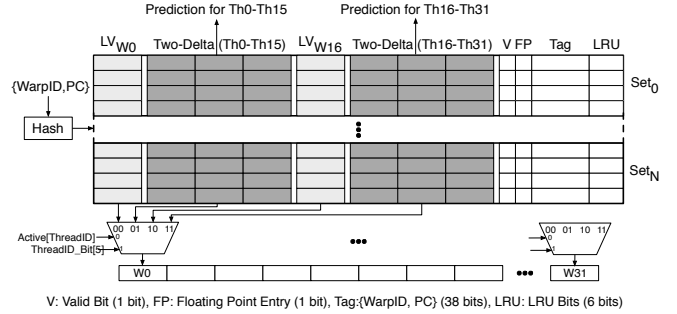 Prediction for Th0-Th15 Prediction for Th16-Th31
LVW0 Two-Delta (Th0-Th15) LVW16 Two-Delta (Th16-Th31) V FP Tag LRU
Set0
{WarpID,PC}
Hash
SetN
00 01 10 11 00 01 10 11
Active[ThreadID] 0 0
ThreadID_Bit[5] 1 1
W0 W31
V: Valid Bit (1 bit), FP: Floating Point Entry (1 bit), Tag:{WarpID, PC} (38 bits), LRU: LRU Bits (6 bits)